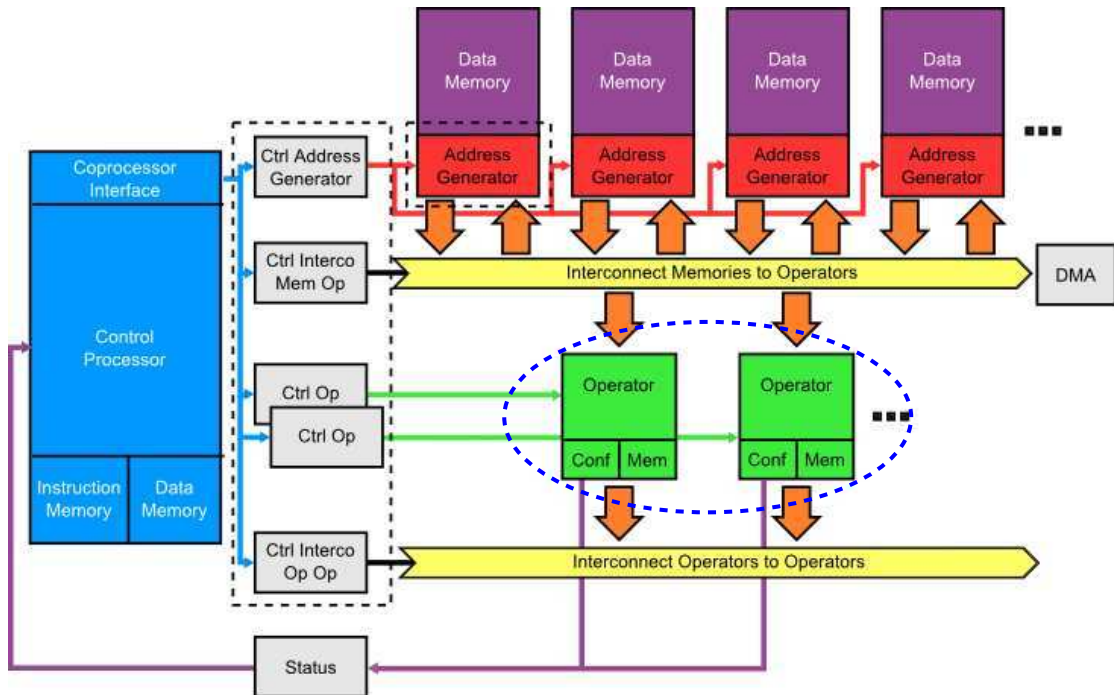 Data
Memory
Data
Memory
Data
Memory
Data
Memory
Address
Generator
Address
Generator
Address
Generator
Address
Generator
Coprocessor
Interface
Control
Processor
Instruction
Memory
Data
Memory
Ctrl Address
Generator
Ctrl Interco
Mem Op
Ctrl Op
Ctrl Op
Ctrl Interco
Op Op
Interconnect Memories to Operators
DMA
Operator
Conf
Mem
Operator
Conf
Mem
Interconnect Operators to Operators
Status